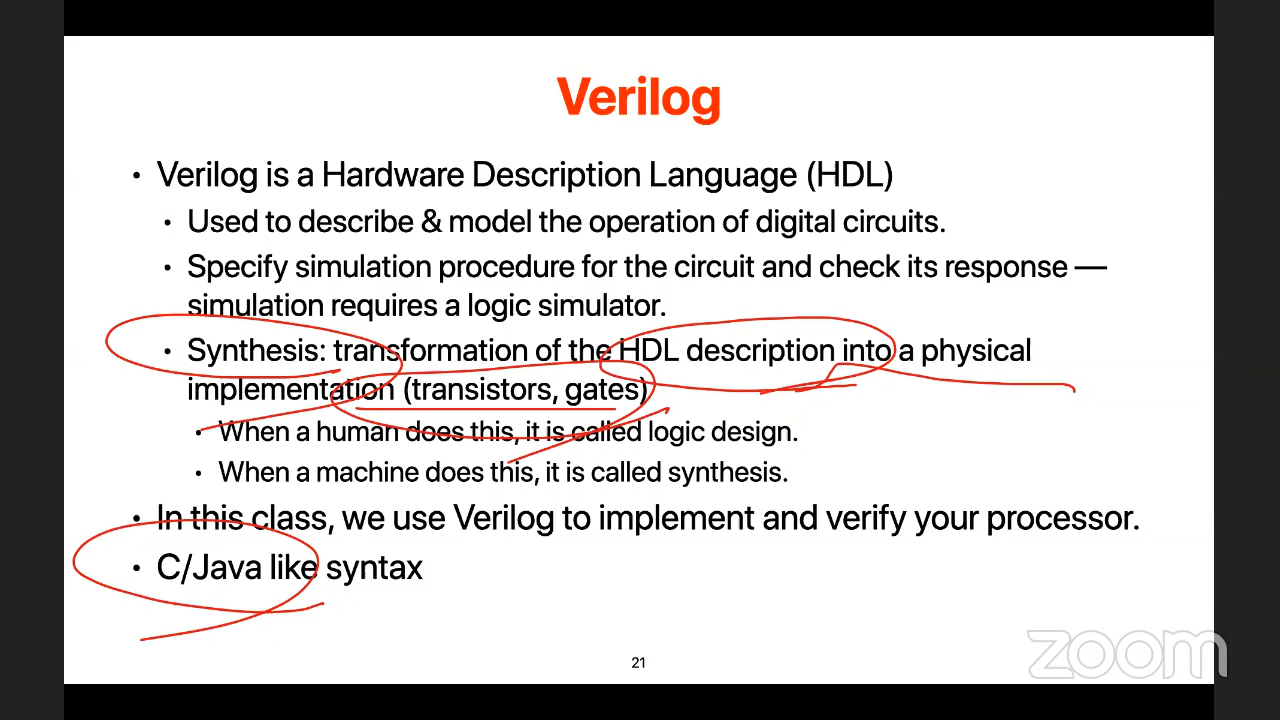 Verilog
• Verilog is a Hardware Description Language (HDL)
• Used to describe & model the operation of digital circuits.
• Specify simulation procedure for the circuit and check its response —
simulation requires a logic simulator.
• Synthesis: transformation of the HDL description into a physical
implementation (transistors, gates)
• When a human does this, it is called logic design.
• When a machine does this, it is called synthesis.
• In this class, we use Verilog to implement and verify your processor.
• C/Java like syntax
21
zoom